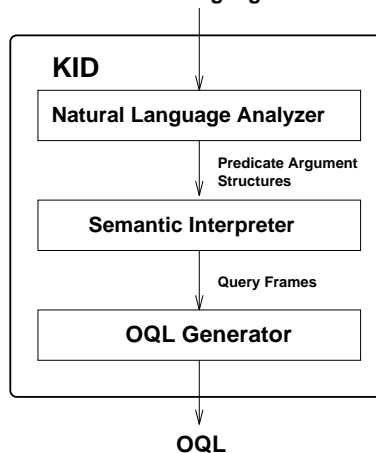 KID
Natural Language Analyzer
Predicate Argument
Structures
Semantic Interpreter
Query Frames
OQL Generator
OQL